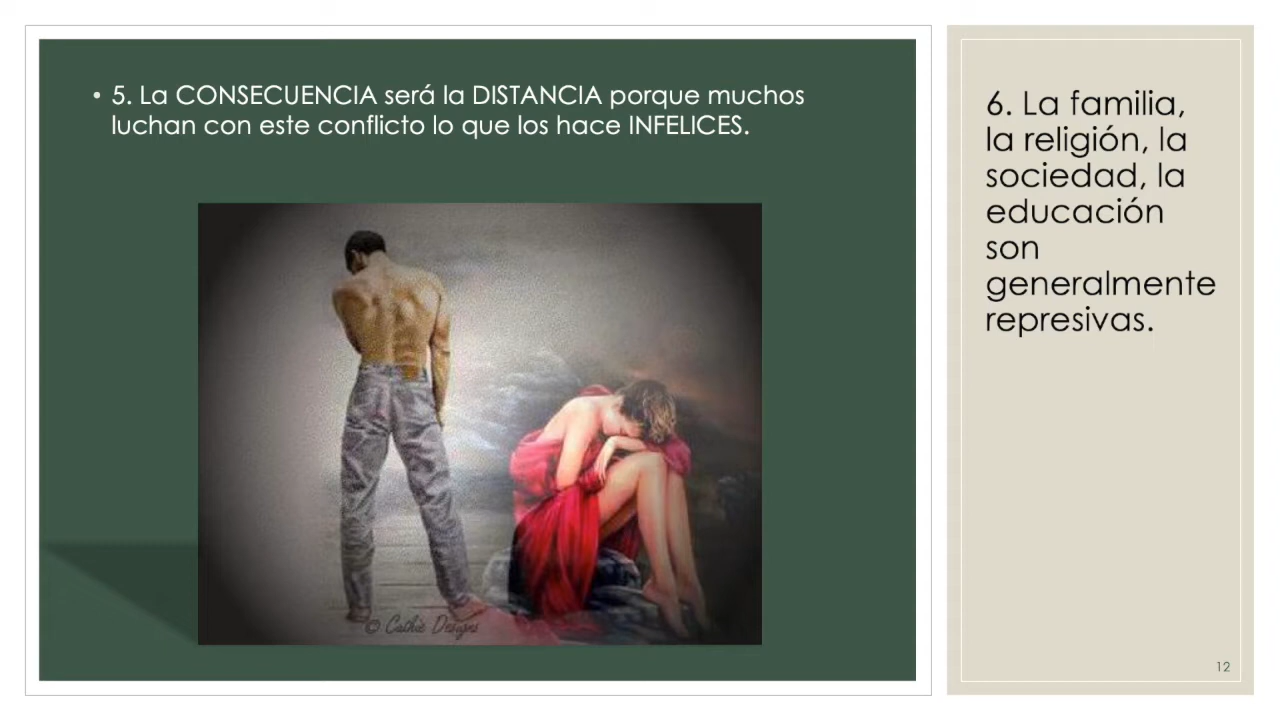 • 5. La CONSECUENCIA será la DISTANCIA porque muchos
luchan con este conflicto lo que los hace INFELICES.
© Cathie Designs
6. La familia,
la religión, la
sociedad, la
educación
son
generalmente
represivas.
12